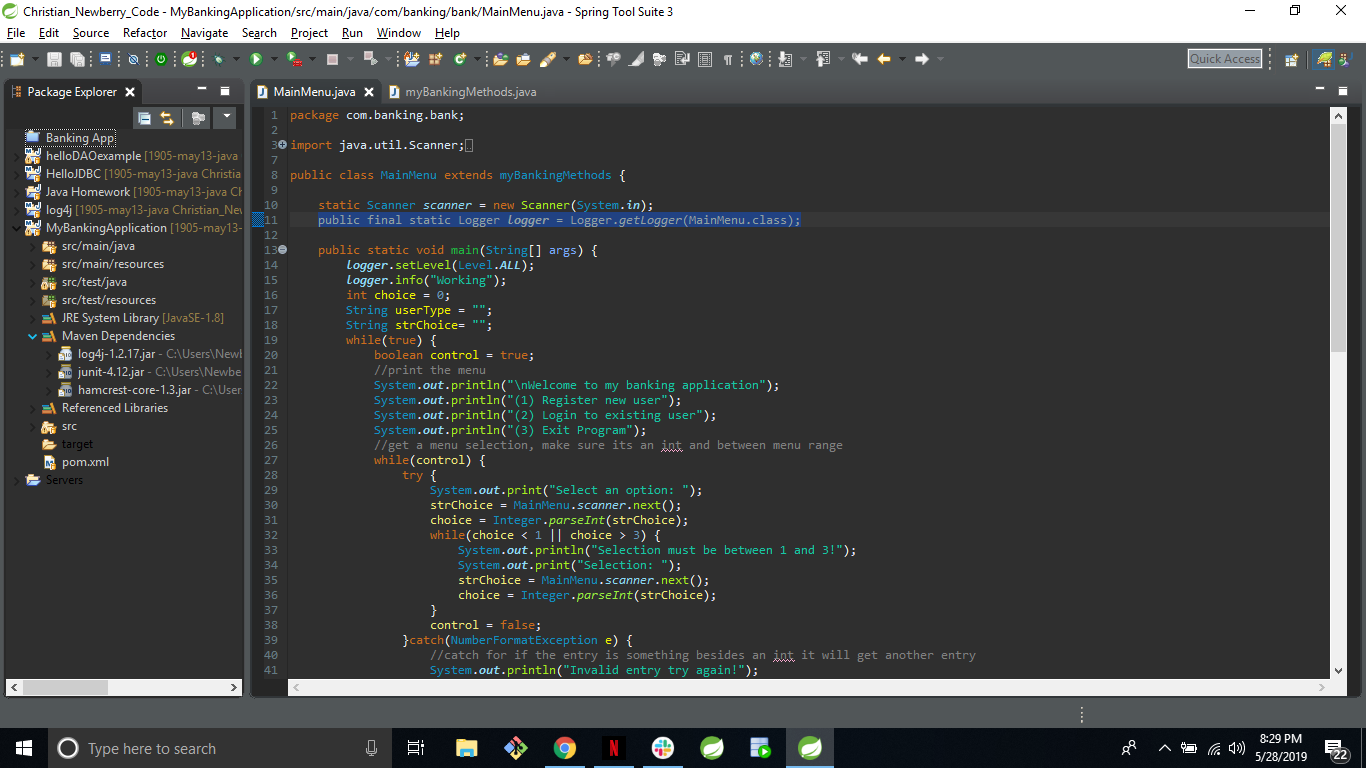 Christian_Newberry_Code - MyBankingApplication/src/main/java/com/banking/bank/MainMenu.java - Spring Tool Suite 3
File Edit Source Refactor Navigate Search Project Run Window Help
Quick Access
Package Explorer
Banking App
helloDAOexample [1905-may13-java
HelloJDBC [1905-may13-java Christia
Java Homework [1905-may13-java Ch
log4j [1905-may13-java Christian_Ne
MyBankingApplication [1905-may13-
src/main/java
src/main/resources
src/test/java
src/test/resources
JRE System Library [JavaSE-1.8]
Maven Dependencies
log4j-1.2.17.jar - C:\Users\Newb
junit-4.12.jar - C:\Users\Newbe
hamcrest-core-1.3.jar - C:\User
Referenced Libraries
src
target
pom.xml
Servers
MainMenu.java myBankingMethods.java
1 package com.banking.bank;
2
3 import java.util.Scanner;
7
8 public class MainMenu extends myBankingMethods {
9
10 static Scanner scanner = new Scanner(System.in);
11 public final static Logger logger = Logger.getLogger(MainMenu.class);
12
13 public static void main(String[] args) {
14 logger.setLevel(Level.ALL);
15 logger.info("Working");
16 int choice = 0;
17 String userType = "";
18 String strChoice= "";
19 while(true) {
20 boolean control = true;
21 //print the menu
22 System.out.println("\nWelcome to my banking application");
23 System.out.println("(1) Register new user");
24 System.out.println("(2) Login to existing user");
25 System.out.println("(3) Exit Program");
26 //get a menu selection, make sure its an int and between menu range
27 while(control) {
28 try {
29 System.out.print("Select an option: ");
30 strChoice = MainMenu.scanner.next();
31 choice = Integer.parseInt(strChoice);
32 while(choice < 1 || choice > 3) {
33 System.out.println("Selection must be between 1 and 3!");
34 System.out.print("Selection: ");
35 strChoice = MainMenu.scanner.next();
36 choice = Integer.parseInt(strChoice);
37 }
38 control = false;
39 }catch(NumberFormatException e) {
40 //catch for if the entry is something besides an int it will get another entry
41 System.out.println("Invalid entry try again!");
Type here to search
8:29 PM
5/28/2019
22